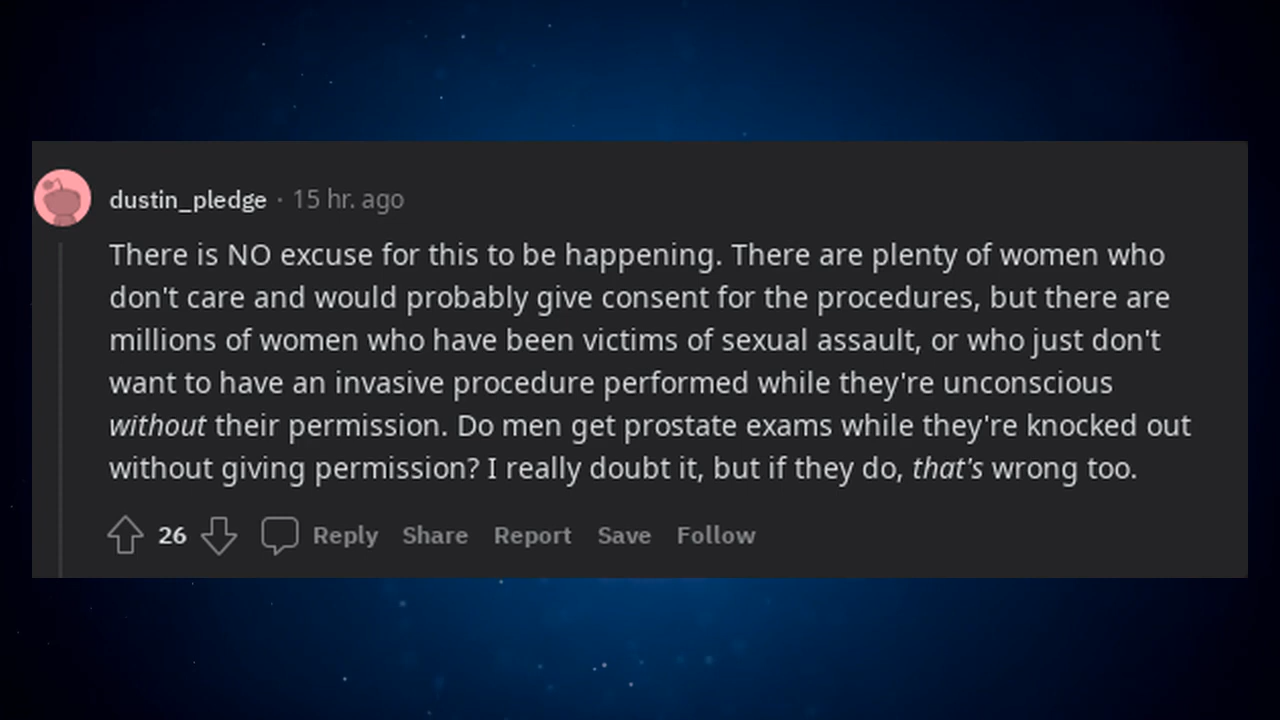 dustin_pledge · 15 hr. ago
There is NO excuse for this to be happening. There are plenty of women who
don't care and would probably give consent for the procedures, but there are
millions of women who have been victims of sexual assault, or who just don't
want to have an invasive procedure performed while they're unconscious
without their permission. Do men get prostate exams while they're knocked out
without giving permission? I really doubt it, but if they do, that's wrong too.
26 Reply Share Report Save Follow